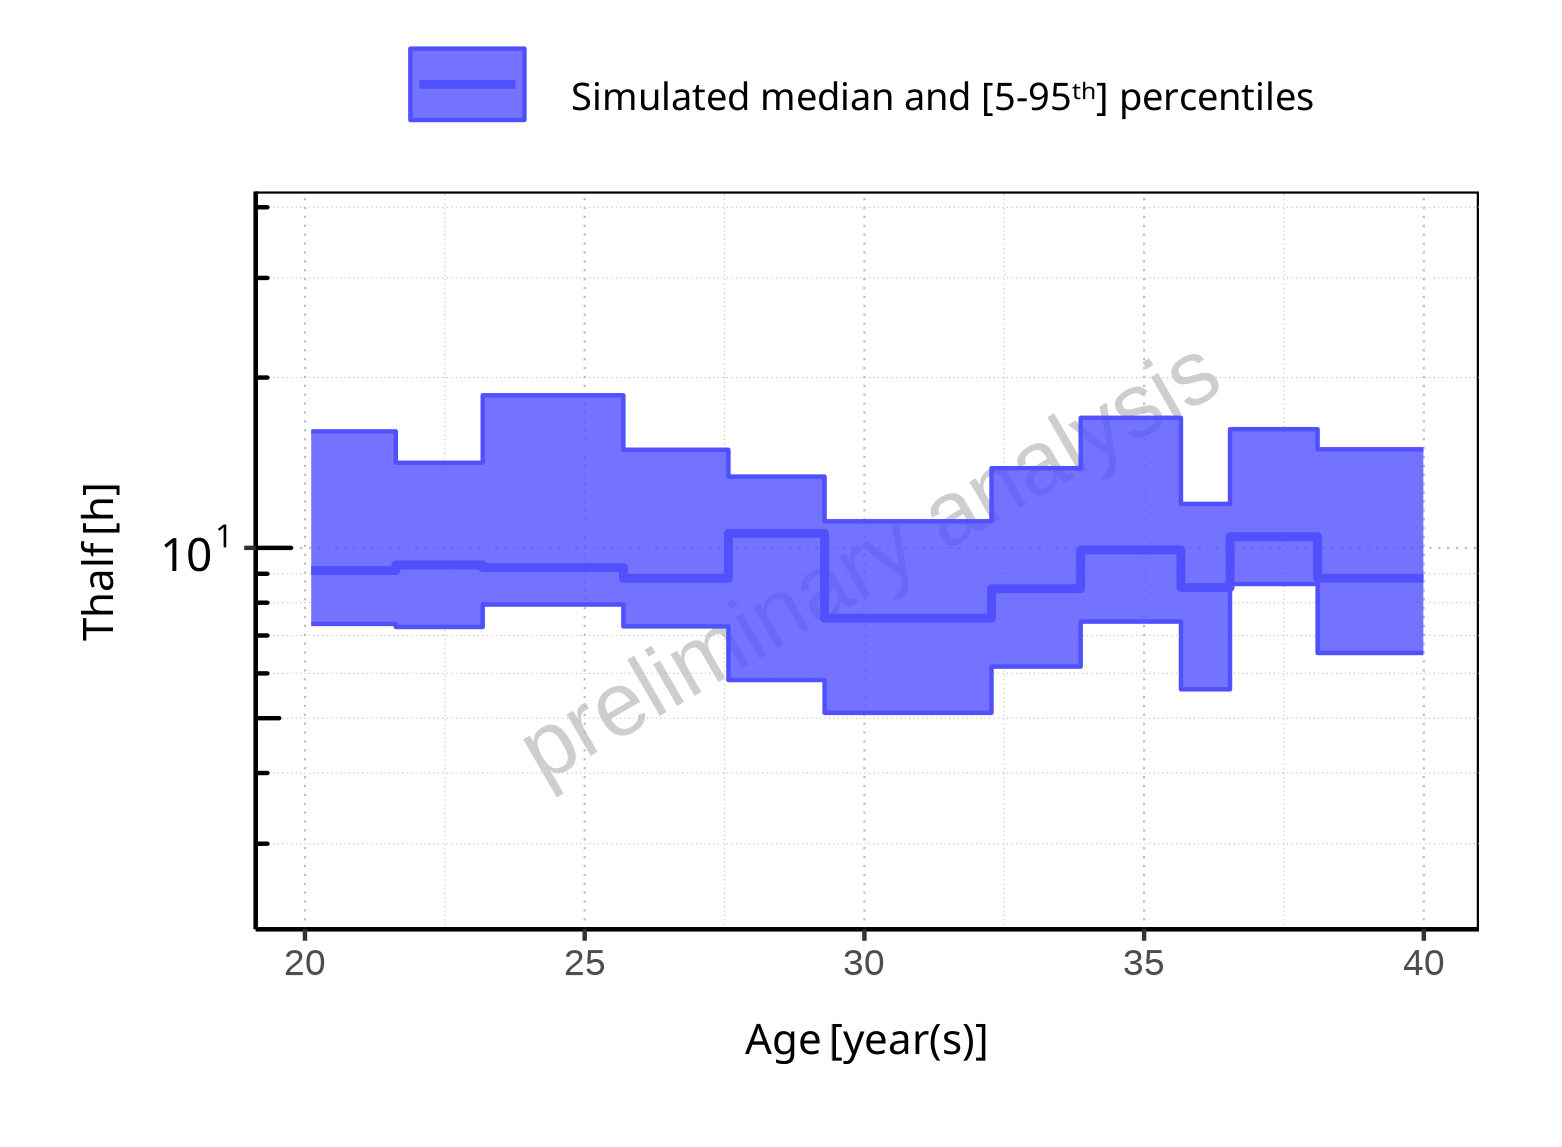 Simulated median and [5-95ᵗʰ] percentiles
preliminary analysis
Thalf [h]
10¹
20 25 30 35 40
Age [year(s)]